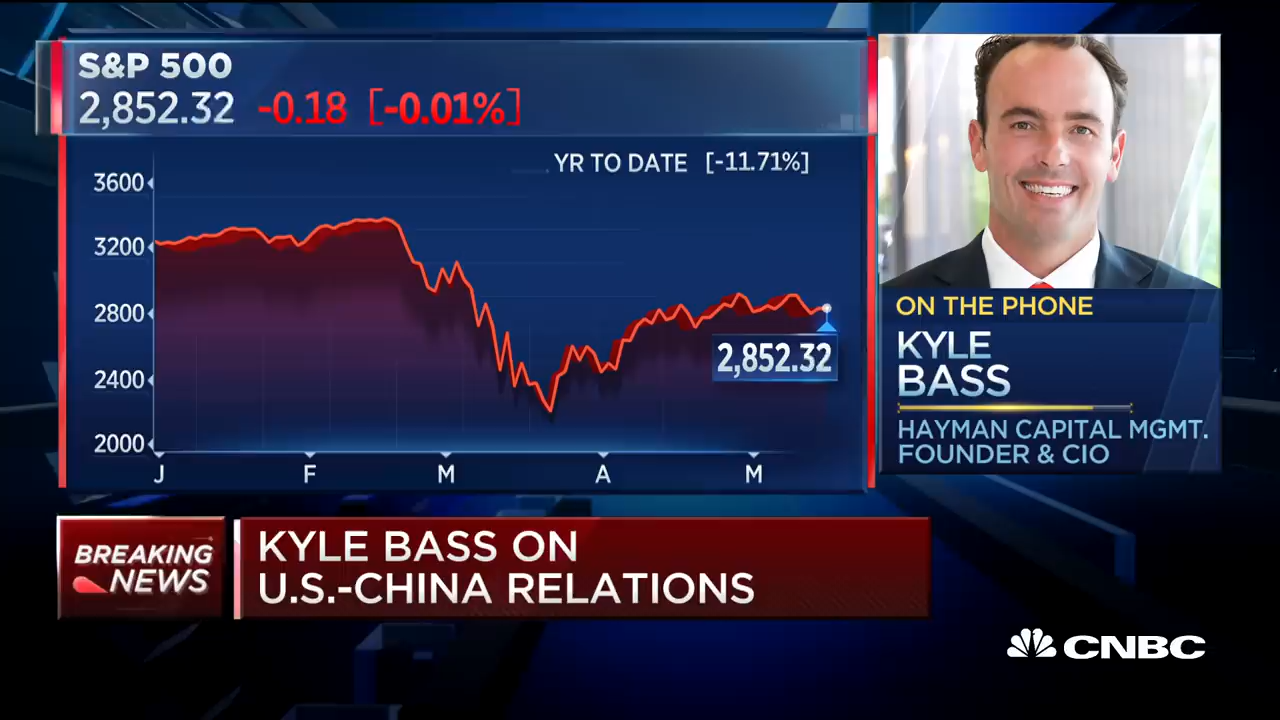 S&P 500
2,852.32 -0.18 [-0.01%]
YR TO DATE [-11.71%]
3600
3200
2800
2400
2000
2,852.32
J F M A M
ON THE PHONE
KYLE
BASS
HAYMAN CAPITAL MGMT.
FOUNDER & CIO
BREAKING
NEWS
KYLE BASS ON
U.S.-CHINA RELATIONS
CNBC